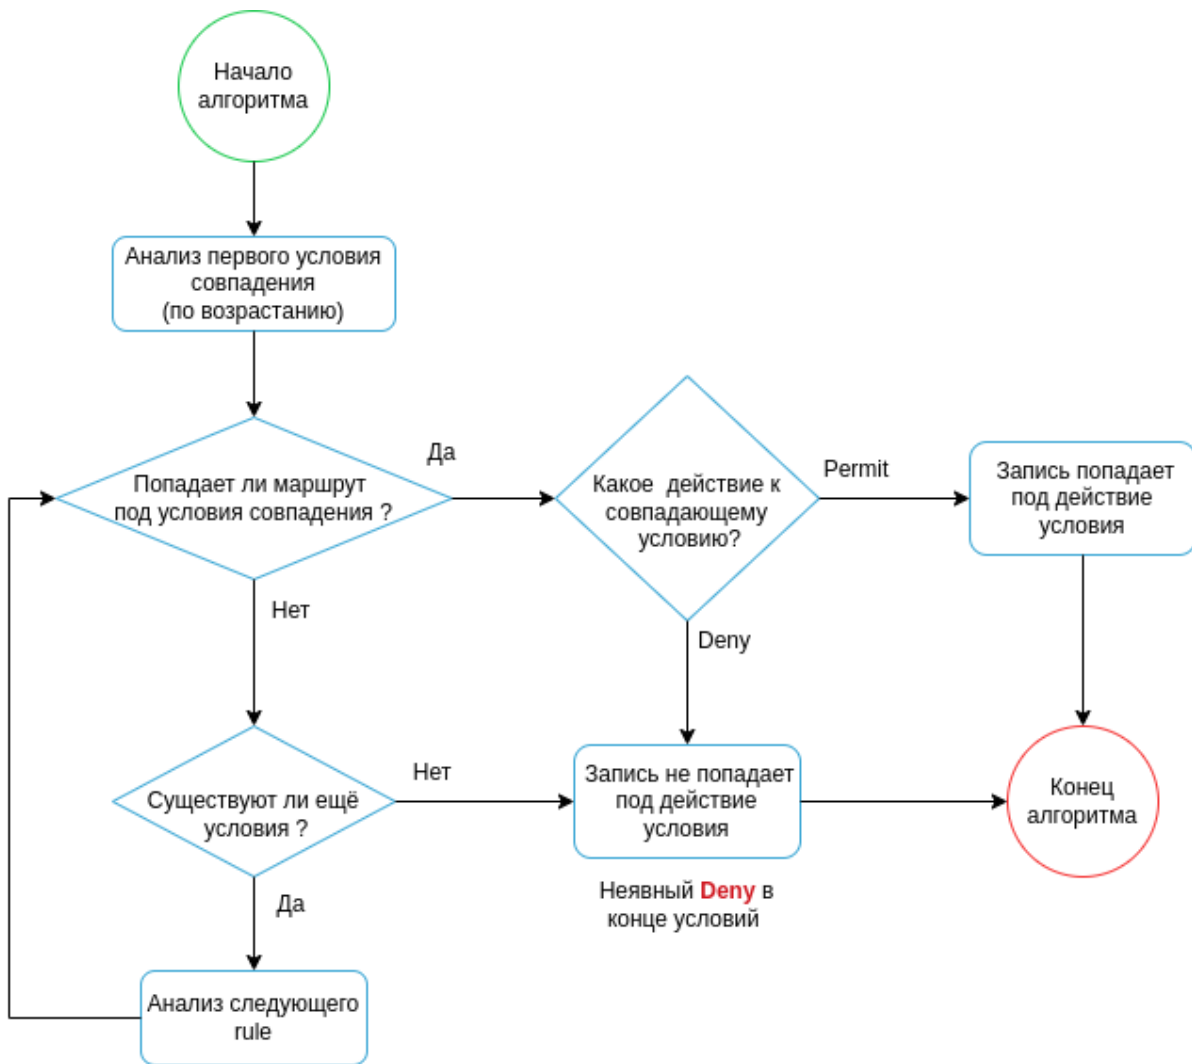 Начало
алгоритма
Анализ первого условия
совпадения
(по возрастанию)
Попадает ли маршрут
под условия совпадения ?
Да
Какое действие к
совпадающему
условию?
Permit
Запись попадает
под действие
условия
Нет
Deny
Существуют ли ещё
условия ?
Нет
Запись не попадает
под действие
условия
Конец
алгоритма
Неявный Deny в
конце условий
Да
Анализ следующего
rule